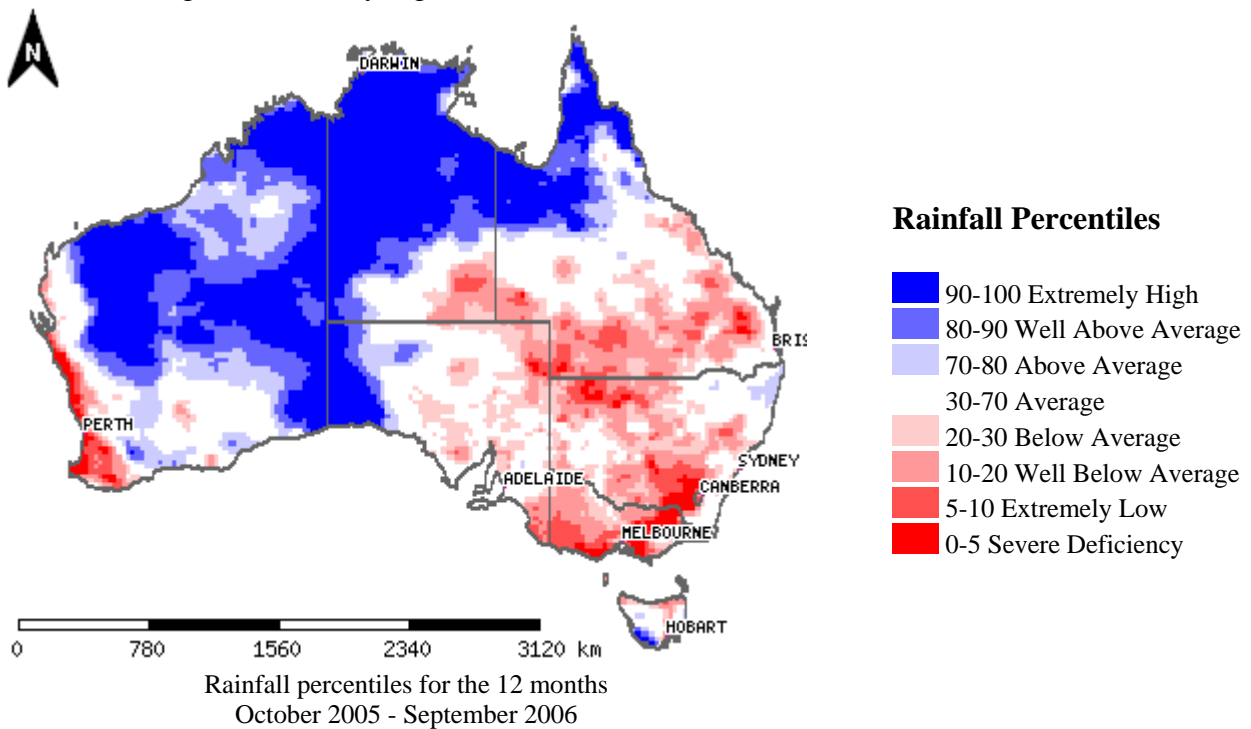 N
DARWIN
BRIS
PERTH
SYDNEY
ADELAIDE
CANBERRA
MELBOURNE
HOBART
0 780 1560 2340 3120 km
Rainfall percentiles for the 12 months
October 2005 - September 2006
Rainfall Percentiles
90-100 Extremely High
80-90 Well Above Average
70-80 Above Average
30-70 Average
20-30 Below Average
10-20 Well Below Average
5-10 Extremely Low
0-5 Severe Deficiency